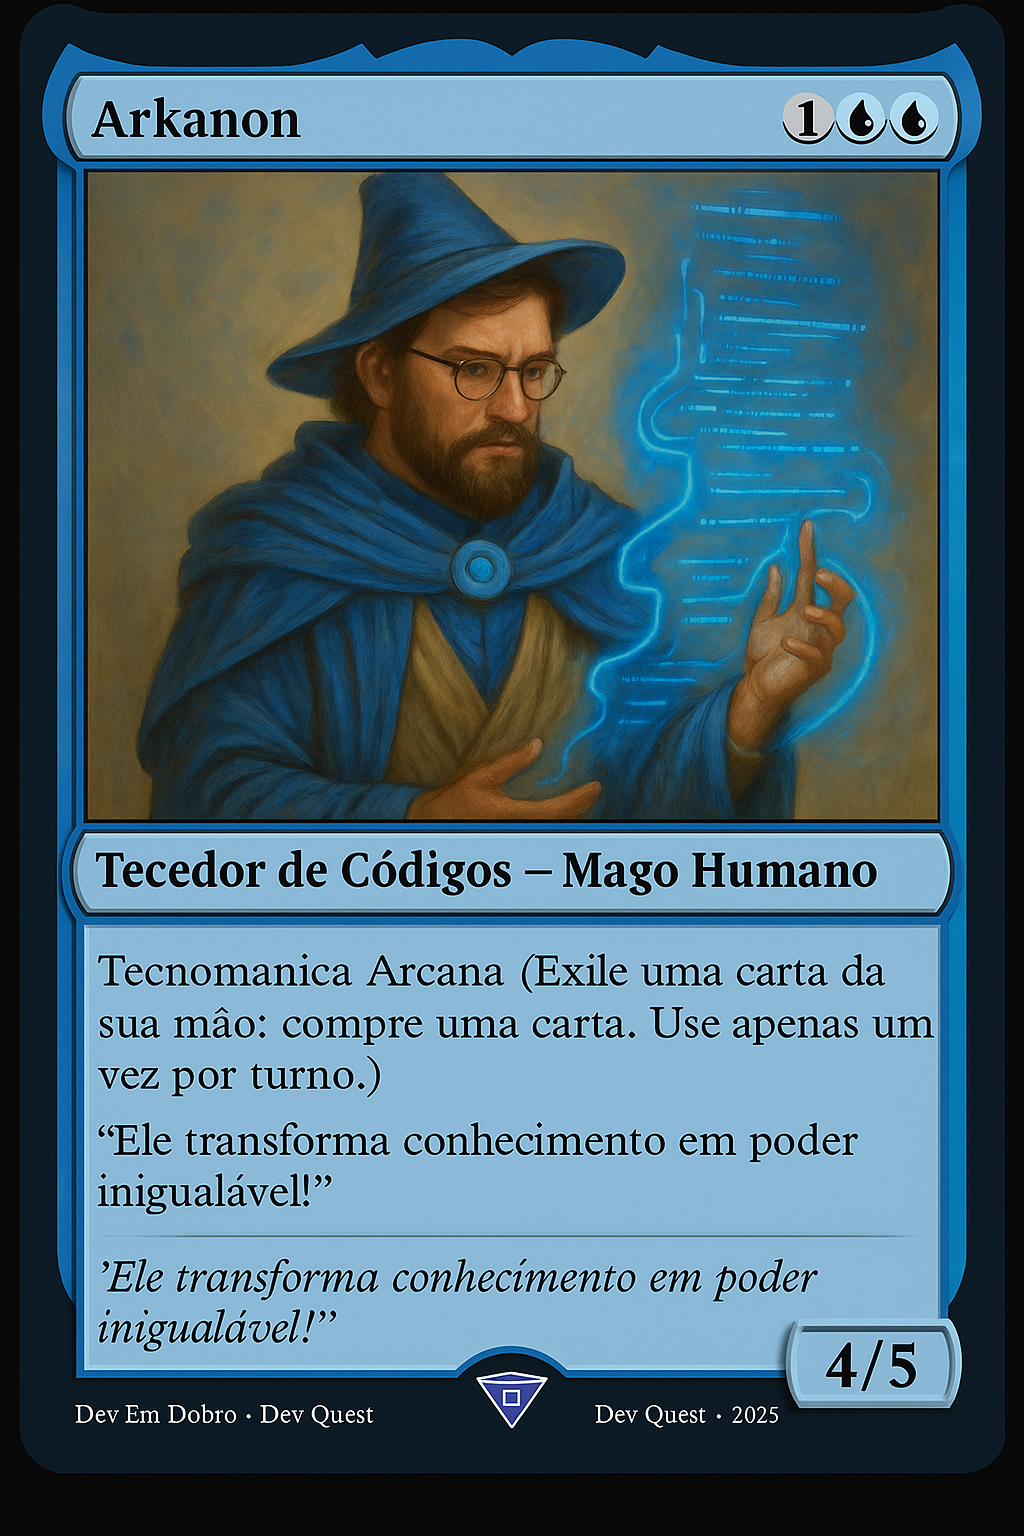 Arkanon
1
Tecedor de Códigos – Mago Humano
Tecnomanica Arcana (Exile uma carta da
sua mâo: compre uma carta. Use apenas um
vez por turno.)
“Ele transforma conhecimento em poder
inigualável!”
’Ele transforma conhecímento em poder
inigualável!”
4/5
Dev Em Dobro · Dev Quest
Dev Quest · 2025